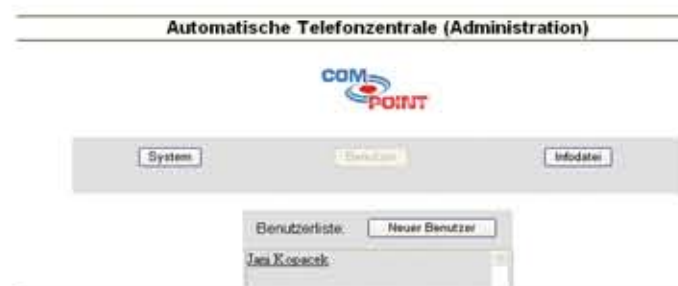 Automatische Telefonzentrale (Administration)
COM
POINT
System
Benutzer
Infodatei
Benutzerliste:
Neuer Benutzer
Jan Kopacek